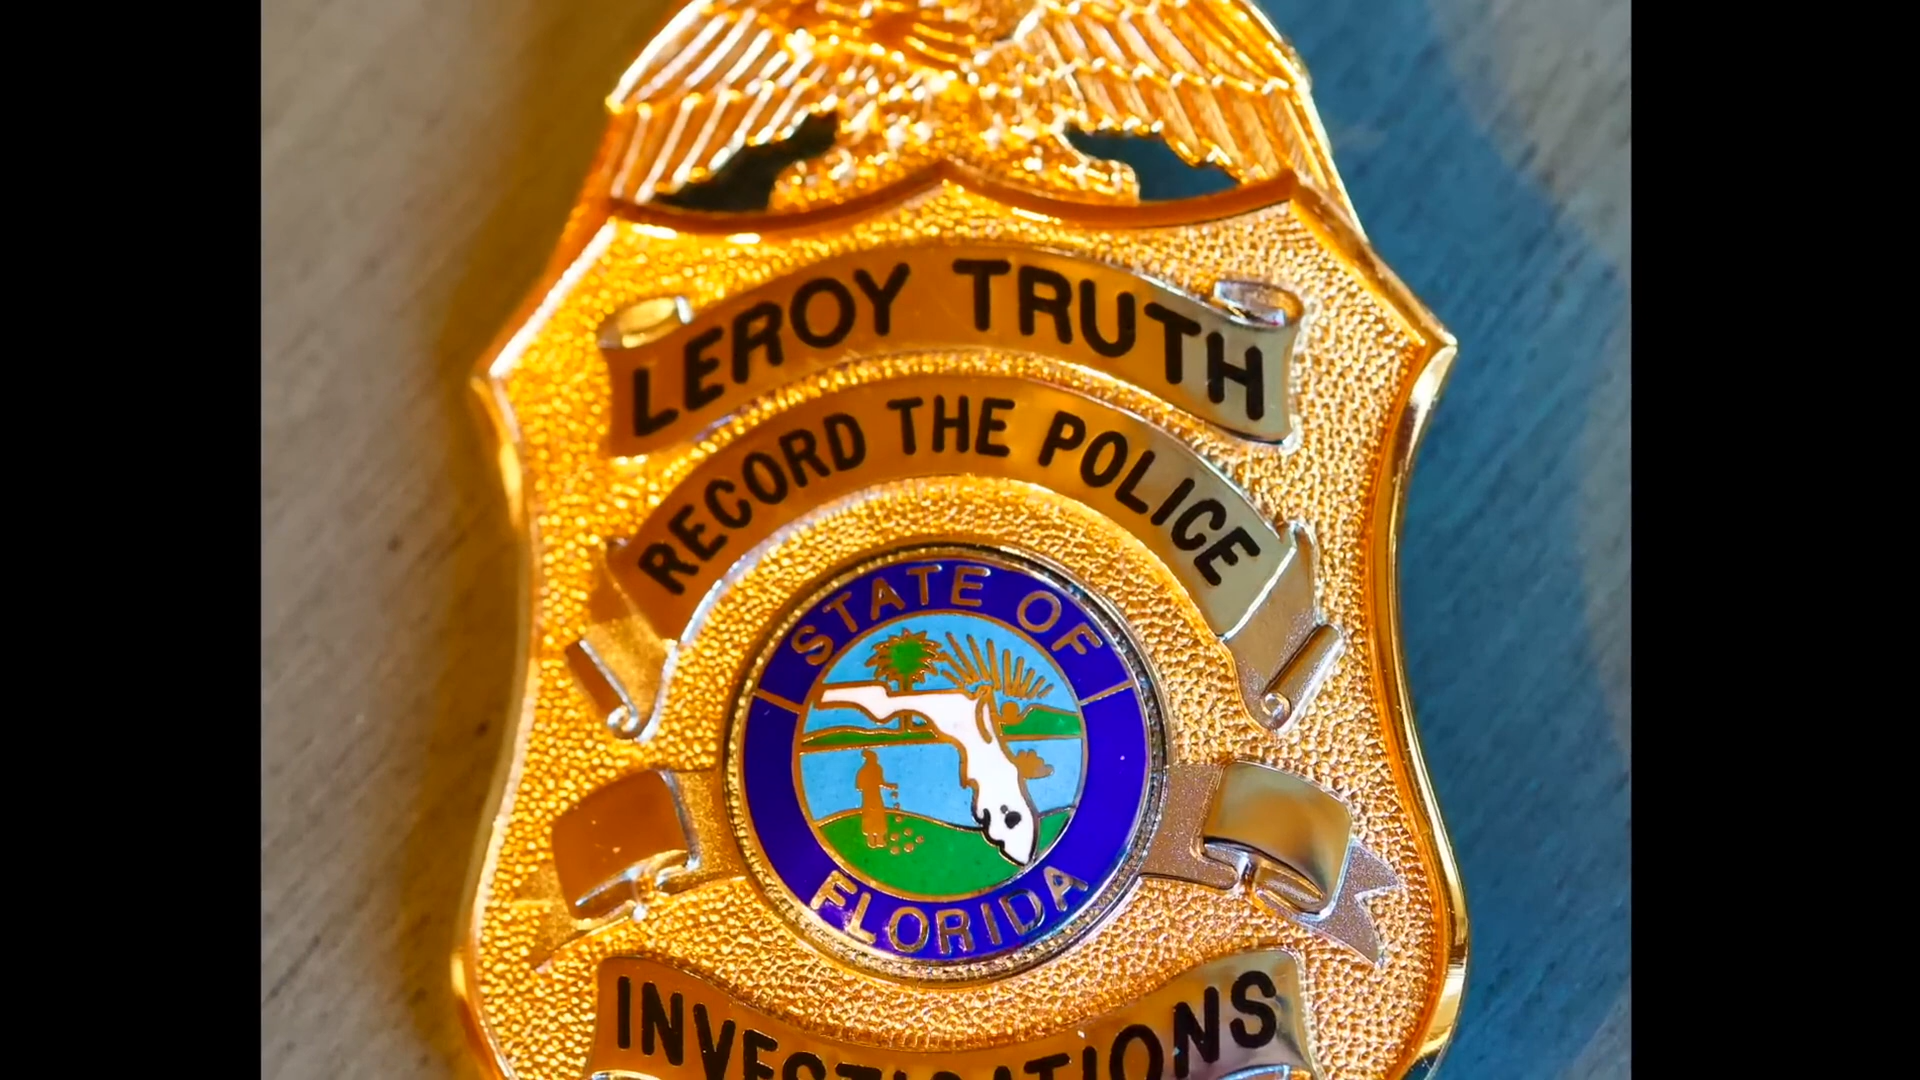 LEROY TRUTH
RECORD THE POLICE
STATE OF
FLORIDA
INVESTIGATIONS